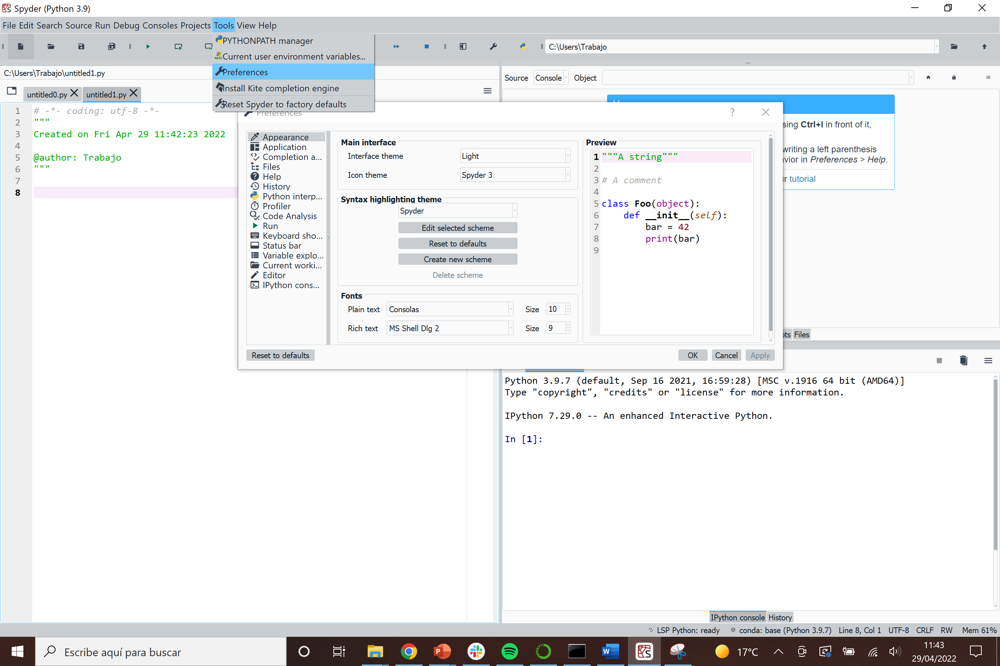 Spyder (Python 3.9)
File Edit Search Source Run Debug Consoles Projects Tools View Help
PYTHONPATH manager
HKCU Current user environment variables...
Preferences
Install Kite completion engine
Reset Spyder to factory defaults
C:\Users\Trabajo
C:\Users\Trabajo\untitled1.py
untitled0.py
untitled1.py
1 # -*- coding: utf-8 -*-
2 """
3 Created on Fri Apr 29 11:42:23 2022
4
5 @author: Trabajo
6 """
7
8
Source Console Object
using Ctrl+I in front of it,
writing a left parenthesis
Preferences > Help.
tutorial
Files
Preferences
?
Appearance
Application
Completion a...
Files
Help
History
Python interp...
Profiler
Code Analysis
Run
Keyboard sho...
Status bar
Variable explo...
Current worki...
Editor
IPython cons...
Main interface
Interface theme Light
Icon theme Spyder 3
Syntax highlighting theme
Spyder
Edit selected scheme
Reset to defaults
Create new scheme
Delete scheme
Fonts
Plain text Consolas Size 10
Rich text MS Shell Dlg 2 Size 9
Preview
1 """A string"""
2
3 # A comment
4
5 class Foo(object):
6 def __init__(self):
7 bar = 42
8 print(bar)
9
Reset to defaults
OK Cancel Apply
Python 3.9.7 (default, Sep 16 2021, 16:59:28) [MSC v.1916 64 bit (AMD64)]
Type "copyright", "credits" or "license" for more information.
IPython 7.29.0 -- An enhanced Interactive Python.
In [1]:
IPython console History
LSP Python: ready conda: base (Python 3.9.7) Line 8, Col 1 UTF-8 CRLF RW Mem 61%
Escribe aquí para buscar
17°C
11:43
29/04/2022